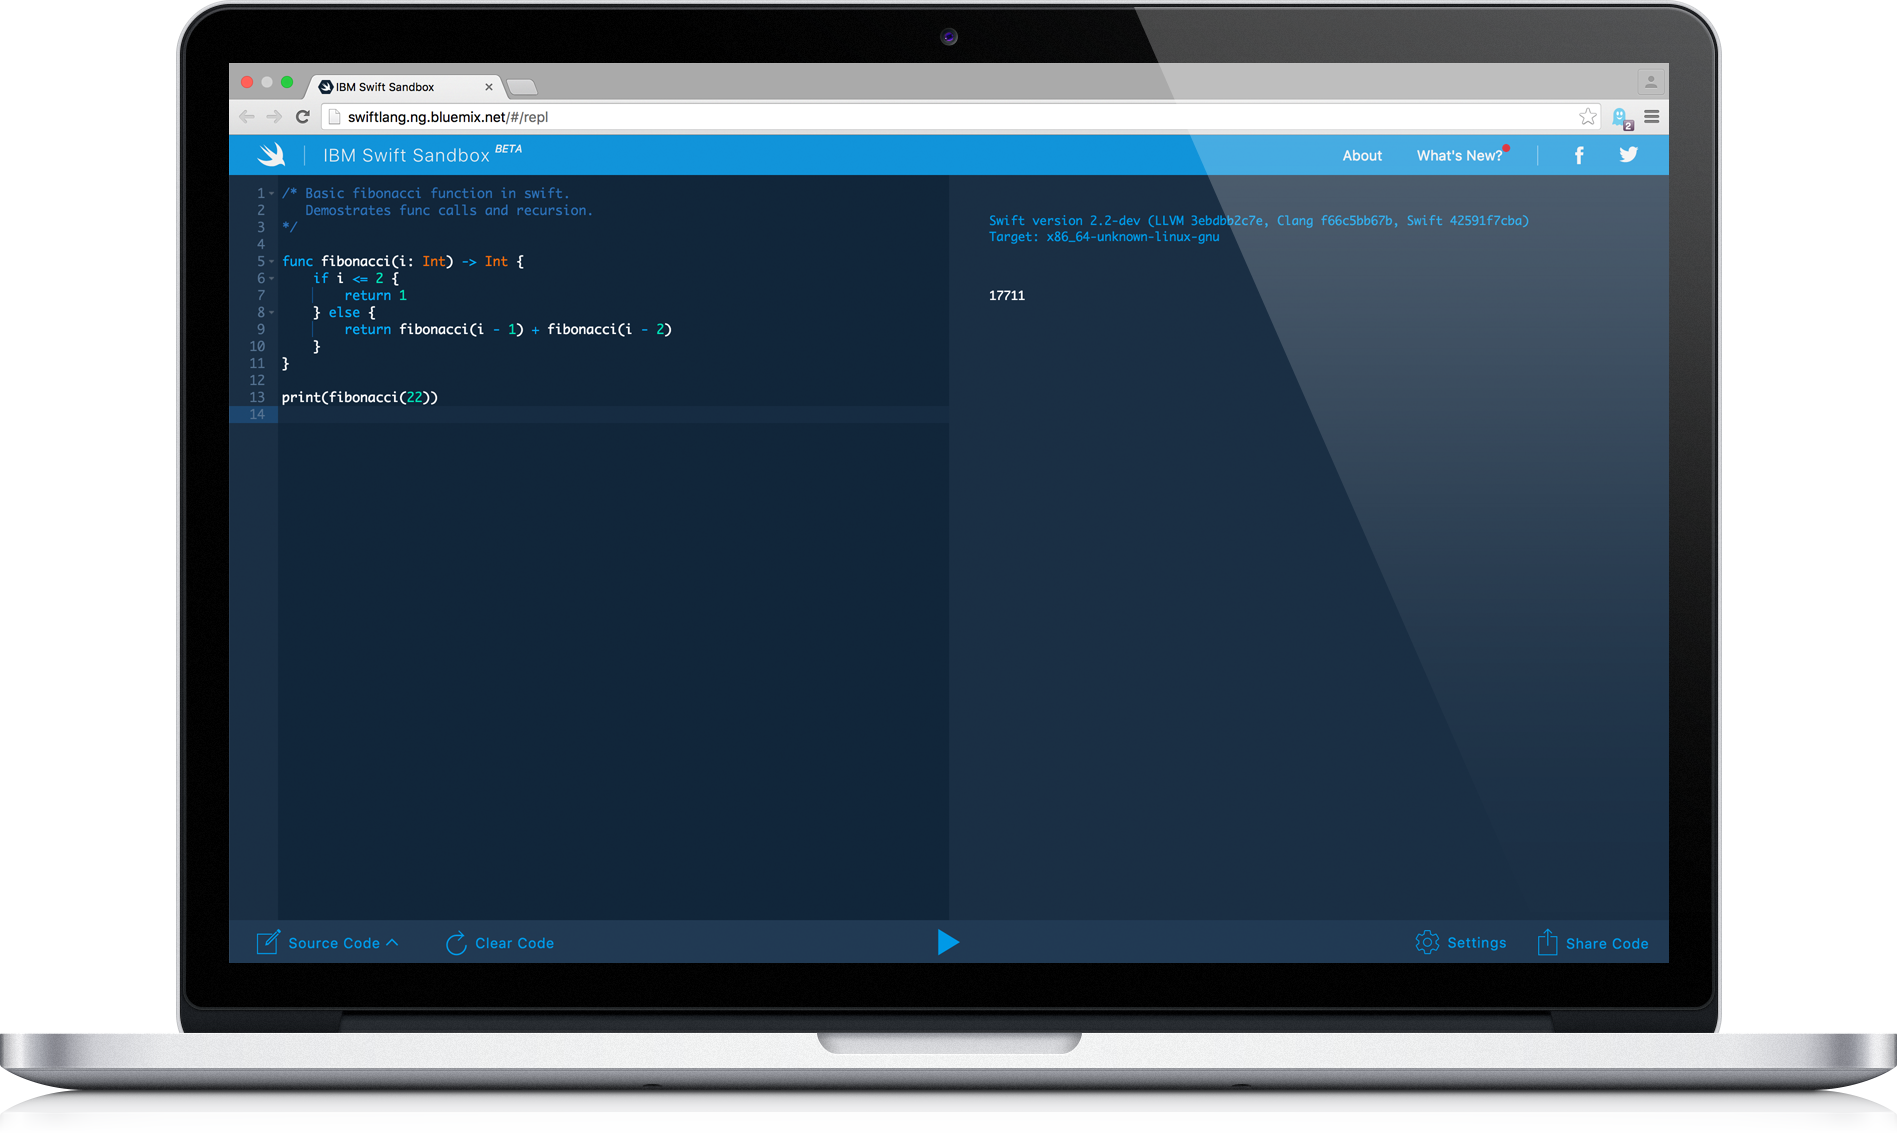 IBM Swift Sandbox
swiftlang.ng.bluemix.net/#/repl
2
IBM Swift Sandbox BETA
About
What's New?
1 /* Basic fibonacci function in swift.
2    Demostrates func calls and recursion.
3 */
4
5 func fibonacci(i: Int) -> Int {
6     if i <= 2 {
7         return 1
8     } else {
9         return fibonacci(i - 1) + fibonacci(i - 2)
10     }
11 }
12
13 print(fibonacci(22))
14
Swift version 2.2-dev (LLVM 3ebdbb2c7e, Clang f66c5bb67b, Swift 42591f7cba)
Target: x86_64-unknown-linux-gnu
17711
Source Code
Clear Code
Settings
Share Code